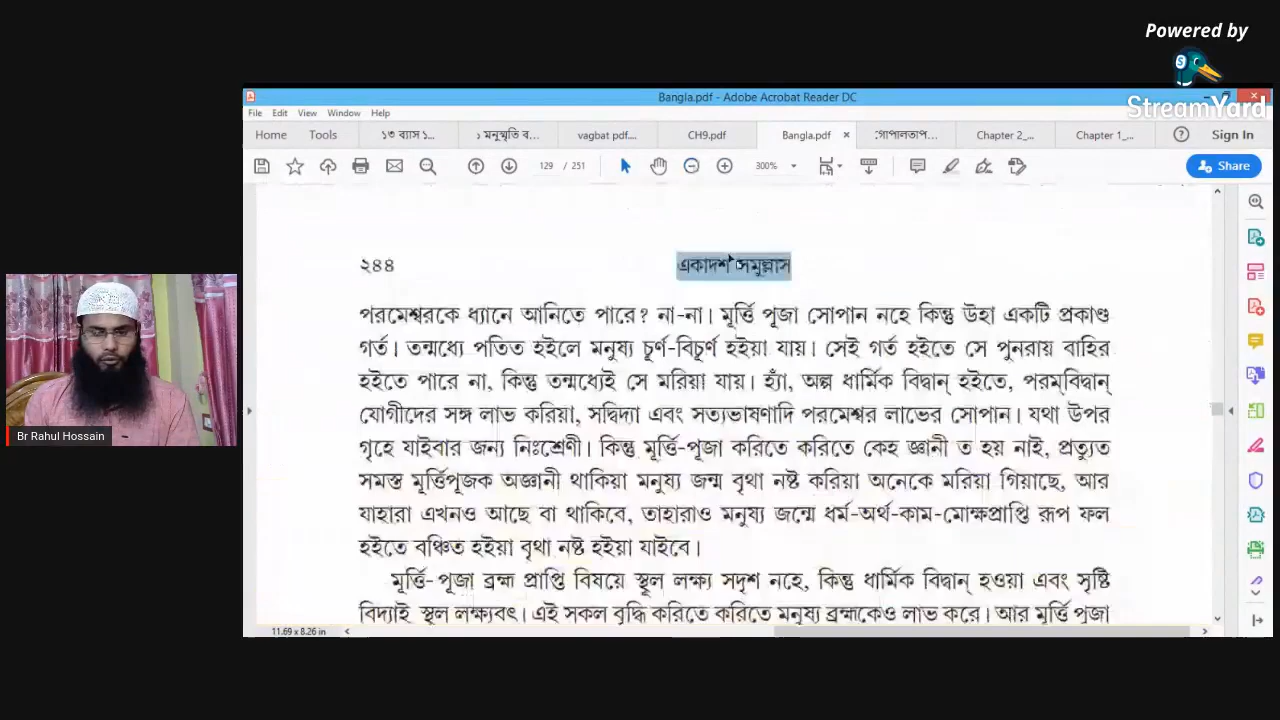 Powered by
StreamYard
Bangla.pdf - Adobe Acrobat Reader DC
File Edit View Window Help
Home Tools ১৩ ব্যাস ১... ১ মনুস্মৃতি ব... vagbat pdf.... CH9.pdf Bangla.pdf × গোপালতাপ... Chapter 2_... Chapter 1_... Sign In
129 / 251 300% Share
২৪৪ একাদশ সমুল্লাস
পরমেশ্বরকে ধ্যানে আনিতে পারে? না-না। মূর্ত্তি পূজা সোপান নহে কিন্তু উহা একটি প্রকাণ্ড
গর্ত। তন্মধ্যে পতিত হইলে মনুষ্য চূর্ণ-বিচূর্ণ হইয়া যায়। সেই গর্ত হইতে সে পুনরায় বাহির
হইতে পারে না, কিন্তু তন্মধ্যেই সে মরিয়া যায়। হ্যাঁ, অল্প ধার্মিক বিদ্বান্ হইতে, পরম্‌বিদ্বান্
যোগীদের সঙ্গ লাভ করিয়া, সদ্বিদ্যা এবং সত্যভাষণাদি পরমেশ্বর লাভের সোপান। যথা উপর
গৃহে যাইবার জন্য নিঃশ্রেণী। কিন্তু মূর্ত্তি-পূজা করিতে করিতে কেহ জ্ঞানী ত হয় নাই, প্রত্যুত
সমস্ত মূর্ত্তিপূজক অজ্ঞানী থাকিয়া মনুষ্য জন্ম বৃথা নষ্ট করিয়া অনেকে মরিয়া গিয়াছে, আর
যাহারা এখনও আছে বা থাকিবে, তাহারাও মনুষ্য জন্মে ধর্ম-অর্থ-কাম-মোক্ষপ্রাপ্তি রূপ ফল
হইতে বঞ্চিত হইয়া বৃথা নষ্ট হইয়া যাইবে।
মূর্ত্তি-পূজা ব্রহ্ম প্রাপ্তি বিষয়ে স্থূল লক্ষ্য সদৃশ নহে, কিন্তু ধার্মিক বিদ্বান্ হওয়া এবং সৃষ্টি
বিদ্যাই স্থূল লক্ষ্যবৎ। এই সকল বৃদ্ধি করিতে করিতে মনুষ্য ব্রহ্মকেও লাভ করে। আর মূর্ত্তি পূজা
11.69 x 8.26 in
Br Rahul Hossain